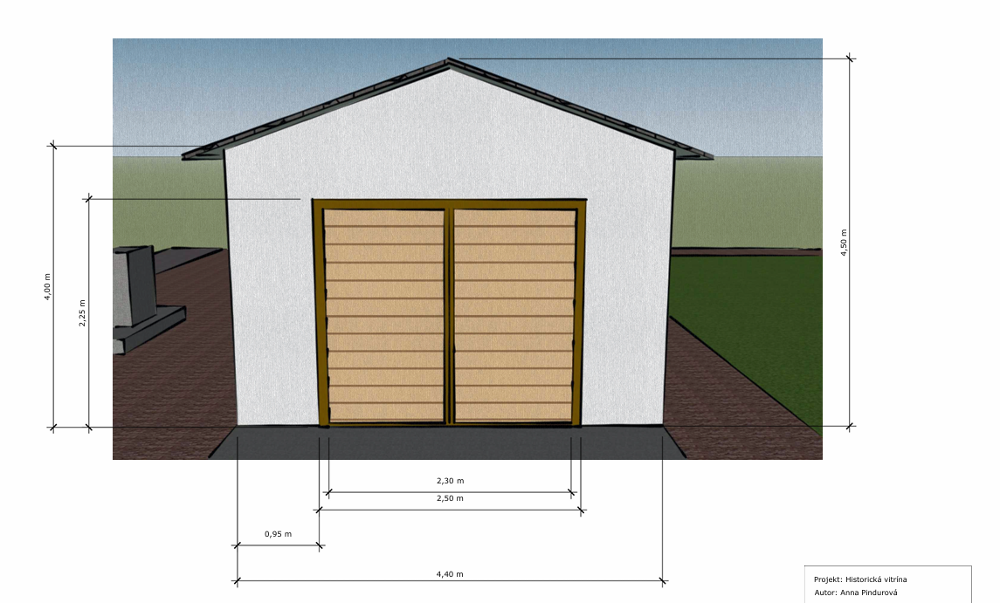 4,50 m
4,00 m
2,25 m
2,30 m
2,50 m
0,95 m
4,40 m
Projekt: Historická vitrína
Autor: Anna Pindurová